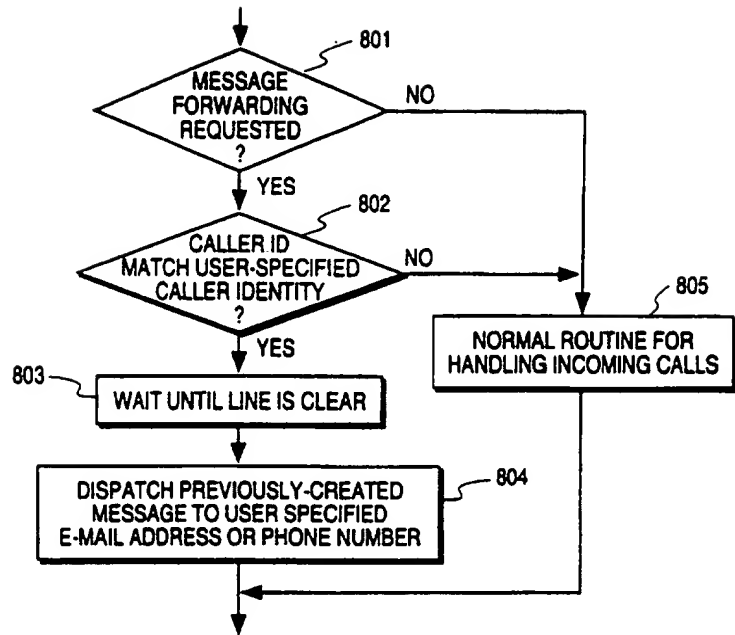 801
MESSAGE
FORWARDING
REQUESTED
?
NO
YES
802
CALLER ID
MATCH USER-SPECIFIED
CALLER IDENTITY
?
NO
YES
805
NORMAL ROUTINE FOR
HANDLING INCOMING CALLS
803
WAIT UNTIL LINE IS CLEAR
804
DISPATCH PREVIOUSLY-CREATED
MESSAGE TO USER SPECIFIED
E-MAIL ADDRESS OR PHONE NUMBER